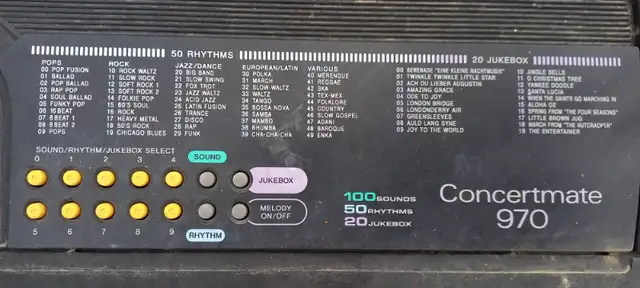 50 RHYTHMS
20 JUKEBOX
POPS
00 POP FUSION
01 BALLAD
02 POP BALLAD
03 RAP POP
04 SOUL BALLAD
05 FUNKY POP
06 16 BEAT
07 8 BEAT 1
08 8 BEAT 2
09 POPS
ROCK
10 ROCK WALTZ
11 SLOW ROCK
12 SOFT ROCK 1
13 SOFT ROCK 2
14 FOLKIE POP
15 60'S SOUL
16 ROCK
17 HEAVY METAL
18 50'S ROCK
19 CHICAGO BLUES
JAZZ/DANCE
20 BIG BAND
21 SLOW SWING
22 FOX TROT
23 JAZZ WALTZ
24 ACID JAZZ
25 LATIN FUSION
26 TRANCE
27 DISCO
28 RAP
29 FUNK
EUROPEAN/LATIN
30 POLKA
31 MARCH
32 SLOW-WALTZ
33 WALTZ
34 TANGO
35 BOSSA NOVA
36 SAMBA
37 MAMBO
38 RHUMBA
39 CHA-CHA-CHA
VARIOUS
40 MERENGUE
41 REGGAE
42 SKA
43 TEX-MEX
44 FOLKLORE
45 COUNTRY
46 SLOW GOSPEL
47 ADANI
48 BAROQUE
49 ENKA
00 SERENADE "EINE KLEINE NACHTMUSIK"
01 TWINKLE TWINKLE LITTLE STAR
02 ACH DU LIEBER AUGUSTIN
03 AMAZING GRACE
04 ODE TO JOY
05 LONDON BRIDGE
06 LONDONDERRY AIR
07 GREENSLEEVES
08 AULD LANG SYNE
09 JOY TO THE WORLD
10 JINGLE BELLS
11 O CHRISTMAS TREE
12 YANKEE DOODLE
13 SANTA LUCIA
14 WHEN THE SAINTS GO MARCHING IN
15 ALOHA OE
16 SPRING FROM "THE FOUR SEASONS"
17 LITTLE BROWN JUG
18 MARCH FROM "THE NUTCRACKER"
19 THE ENTERTAINER
SOUND/RHYTHM/JUKEBOX SELECT
0 1 2 3 4
SOUND
JUKEBOX
MELODY
ON/OFF
5 6 7 8 9
RHYTHM
100 SOUNDS
50 RHYTHMS
20 JUKEBOX
Concertmate
970